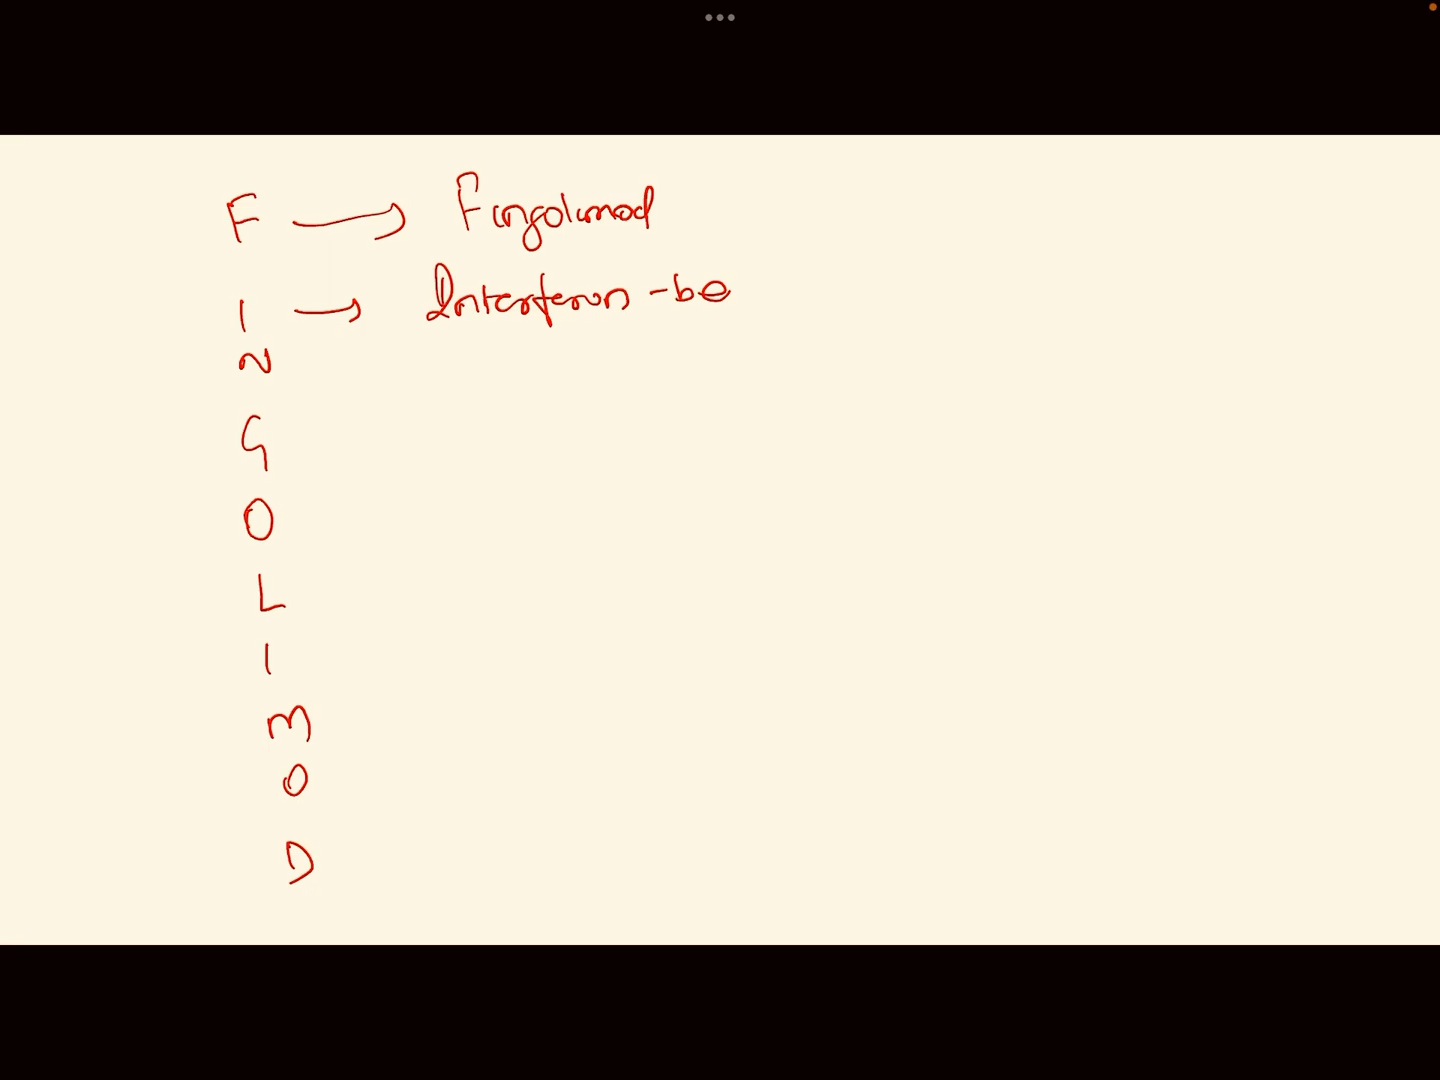 F → Fingolimod
I → Interferon - be
N
G
O
L
I
M
O
D